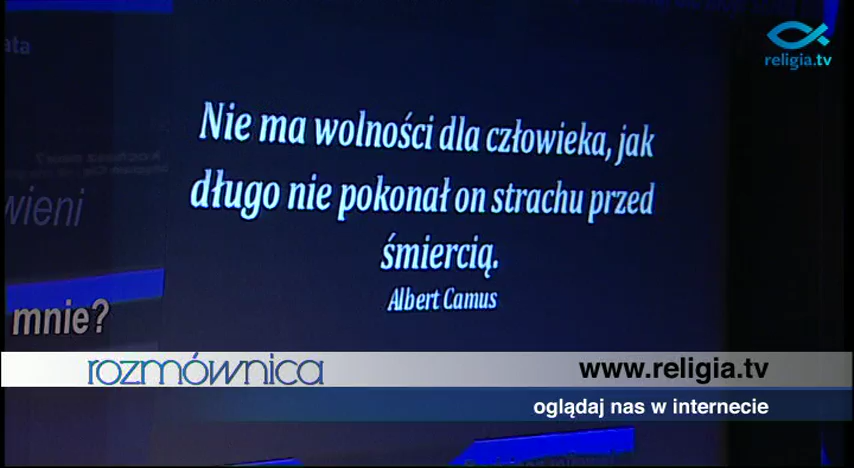 ata
religia.tv
Nie ma wolności dla człowieka, jak
długo nie pokonał on strachu przed
śmiercią.
Albert Camus
wieni
mnie?
rozmównica
www.religia.tv
oglądaj nas w internecie